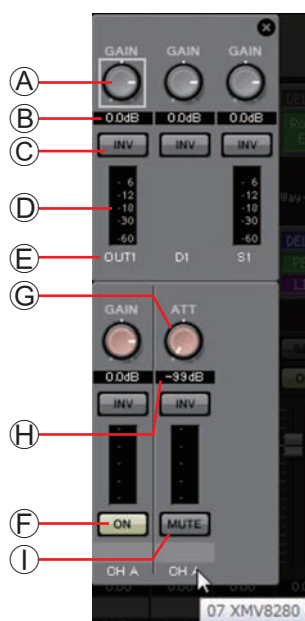 GAIN GAIN GAIN
A
B 0.0dB 0.0dB 0.0dB
C INV INV INV
D
- 6 - 6
-12 -12
-18 -18
-30 -30
-60 -60
E OUT1 D1 S1
G GAIN ATT
0.0dB -99dB
INV INV
H
F ON MUTE
I
CH A CH A
07 XMV8280